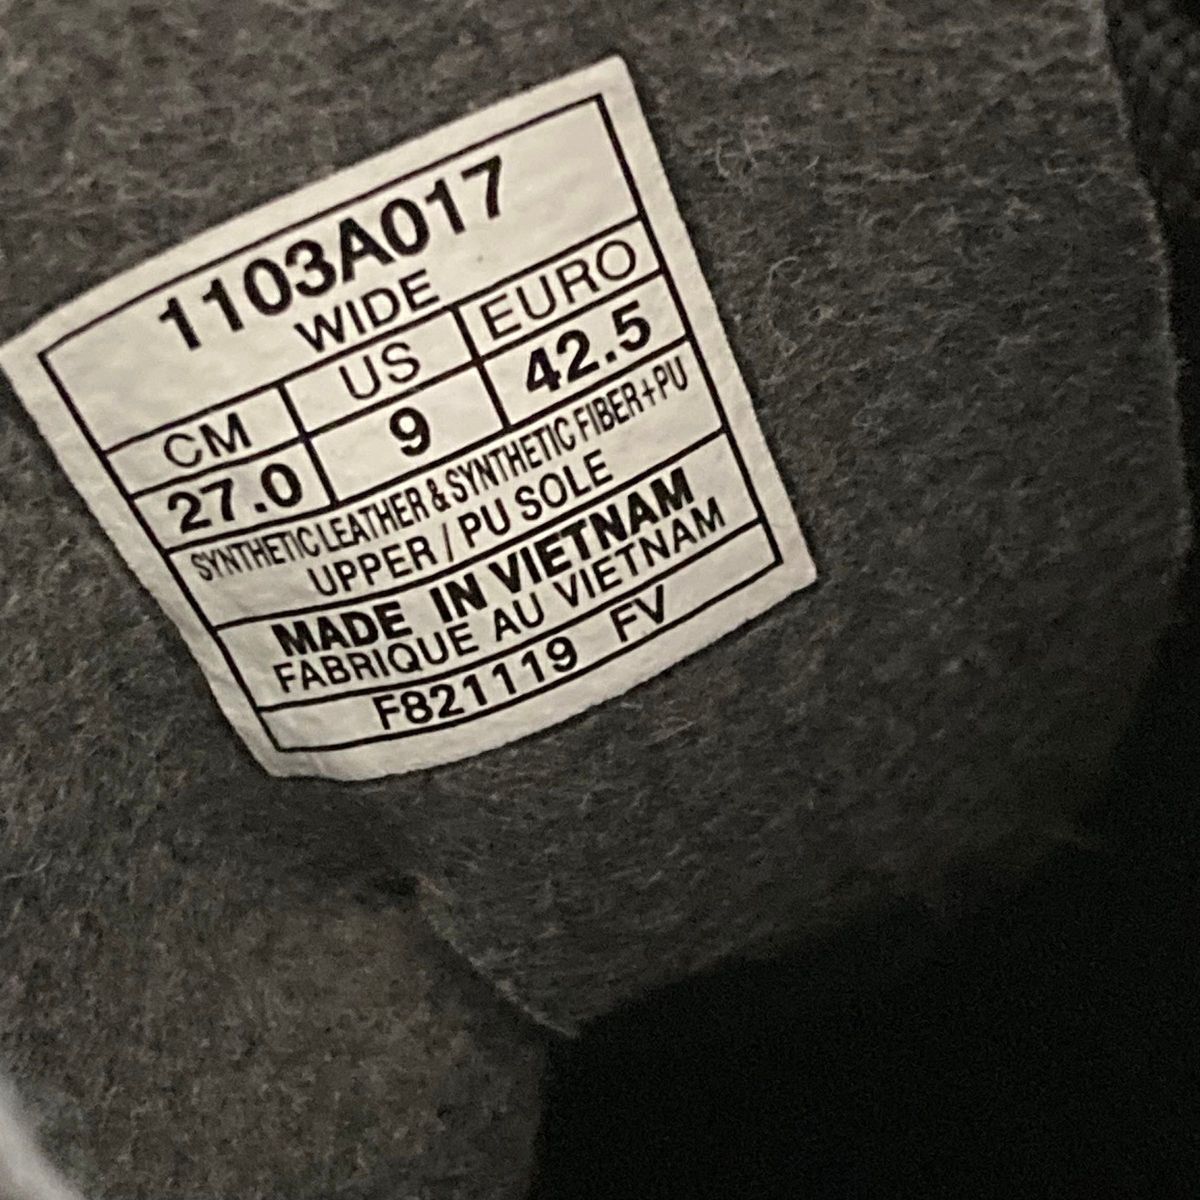 1103A017
WIDE
CM US EURO
27.0 9 42.5
SYNTHETIC LEATHER & SYNTHETIC FIBER+PU
UPPER / PU SOLE
MADE IN VIETNAM
FABRIQUE AU VIETNAM
F821119 FV